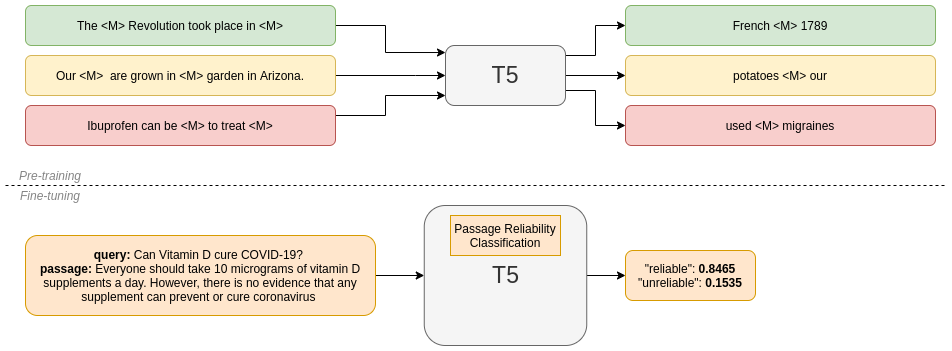 The <M> Revolution took place in <M>
French <M> 1789
Our <M> are grown in <M> garden in Arizona.
T5
potatoes <M> our
Ibuprofen can be <M> to treat <M>
used <M> migraines
Pre-training
Fine-tuning
query: Can Vitamin D cure COVID-19?
passage: Everyone should take 10 micrograms of vitamin D
supplements a day. However, there is no evidence that any
supplement can prevent or cure coronavirus
Passage Reliability
Classification
T5
"reliable": 0.8465
"unreliable": 0.1535